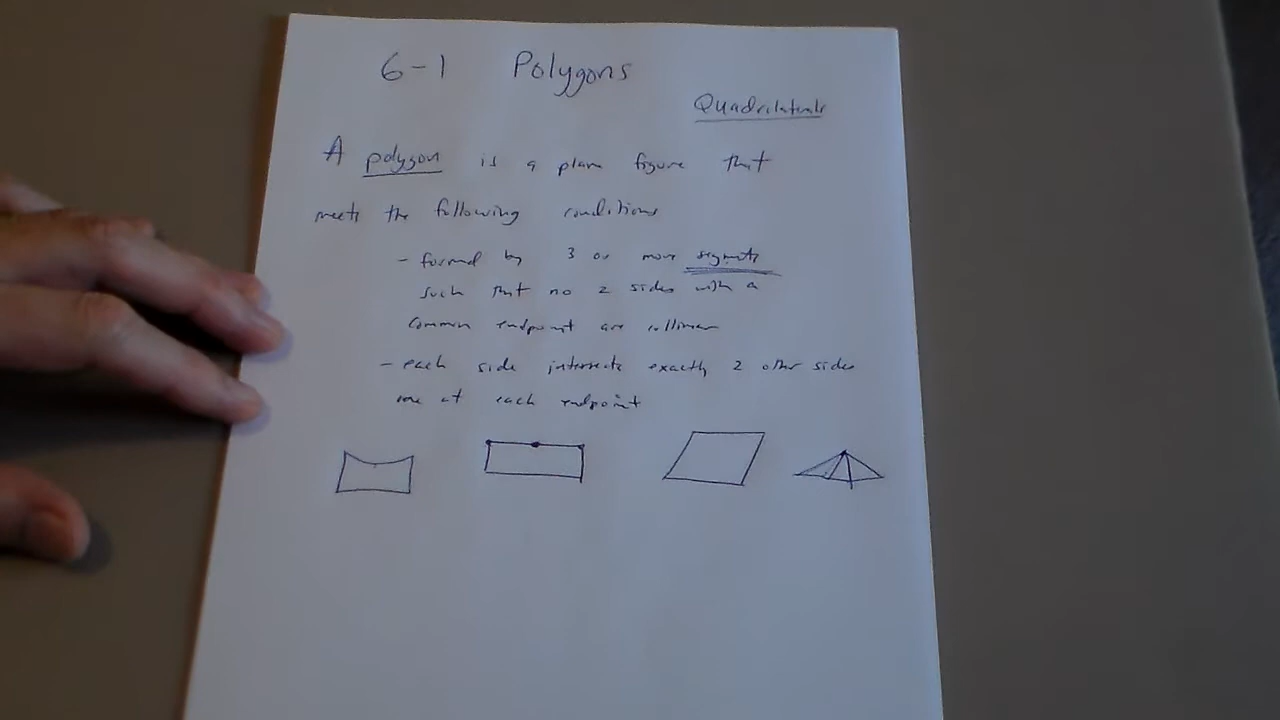 6-1 Polygons
Quadrilaterals
A polygon is a plane figure that
meets the following conditions
- formed by 3 or more segments
such that no 2 sides with a
common endpoint are collinear
- each side intersects exactly 2 other sides
one at each endpoint